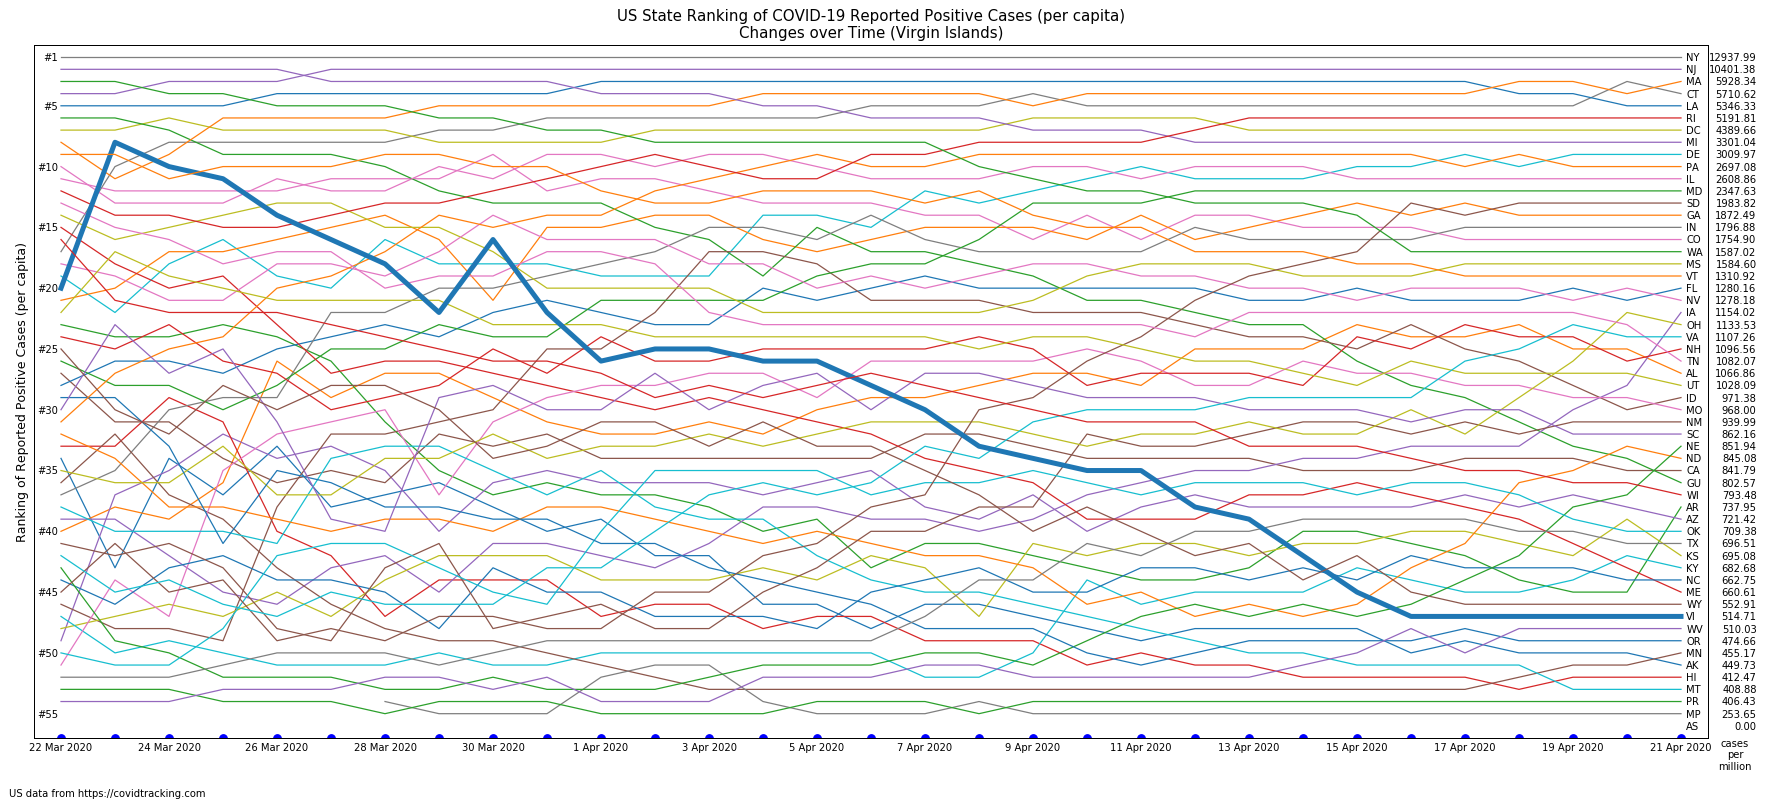 US State Ranking of COVID-19 Reported Positive Cases (per capita)
Changes over Time (Virgin Islands)
Ranking of Reported Positive Cases (per capita)
#1
#5
#10
#15
#20
#25
#30
#35
#40
#45
#50
#55
NY 12937.99
NJ 10401.38
MA 5928.34
CT 5710.62
LA 5346.33
RI 5191.81
DC 4389.66
MI 3301.04
DE 3009.97
PA 2697.08
IL 2608.86
MD 2347.63
SD 1983.82
GA 1872.49
IN 1796.88
CO 1754.90
WA 1587.02
MS 1584.60
VT 1310.92
FL 1280.16
NV 1278.18
IA 1154.02
OH 1133.53
VA 1107.26
NH 1096.56
TN 1082.07
AL 1066.86
UT 1028.09
ID 971.38
MO 968.00
NM 939.99
SC 862.16
NE 851.94
ND 845.08
CA 841.79
GU 802.57
WI 793.48
AR 737.95
AZ 721.42
OK 709.38
TX 696.51
KS 695.08
KY 682.68
NC 662.75
ME 660.61
WY 552.91
VI 514.71
WV 510.03
OR 474.66
MN 455.17
AK 449.73
HI 412.47
MT 408.88
PR 406.43
MP 253.65
AS 0.00
22 Mar 2020 24 Mar 2020 26 Mar 2020 28 Mar 2020 30 Mar 2020 1 Apr 2020 3 Apr 2020 5 Apr 2020 7 Apr 2020 9 Apr 2020 11 Apr 2020 13 Apr 2020 15 Apr 2020 17 Apr 2020 19 Apr 2020 21 Apr 2020
cases
per
million
US data from https://covidtracking.com